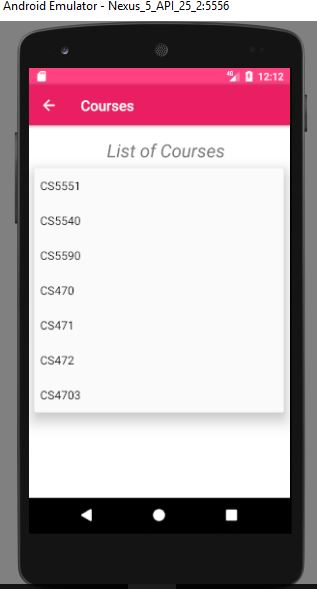 Android Emulator - Nexus_5_API_25_2:5556
4G 12:12
Courses
List of Courses
CS5551
CS5540
CS5590
CS470
CS471
CS472
CS4703